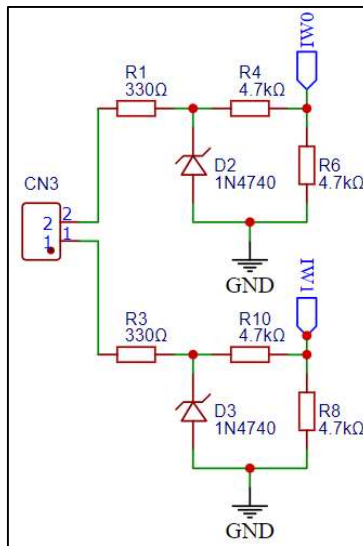 IW0
R1
330Ω
R4
4.7kΩ
CN3
2
2
1
1
D2
1N4740
R6
4.7kΩ
GND
IW1
R3
330Ω
R10
4.7kΩ
D3
1N4740
R8
4.7kΩ
GND